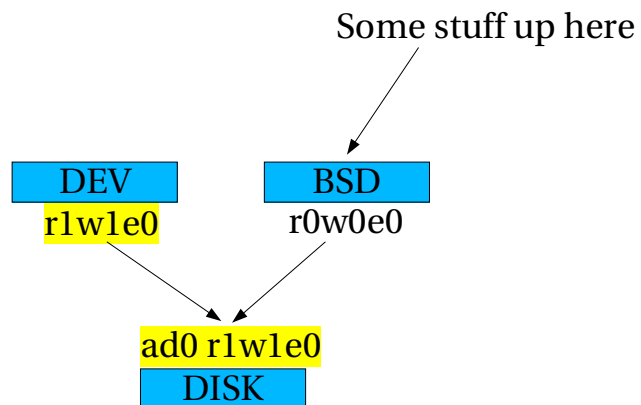 Some stuff up here
DEV
BSD
r1w1e0
r0w0e0
ad0 r1w1e0
DISK